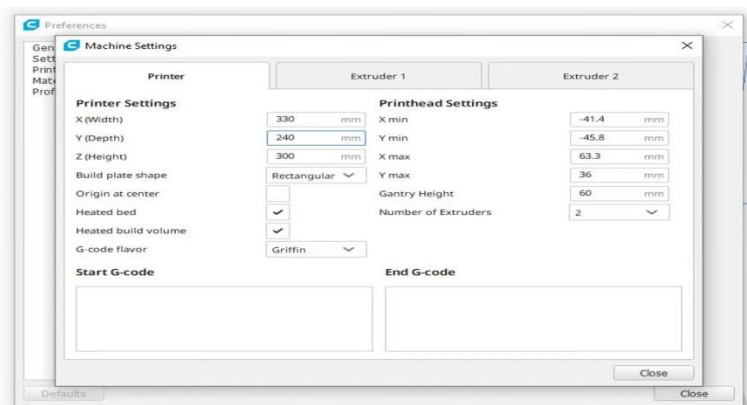 Preferences
Gen
Sett
Print
Mate
Prof
Machine Settings
Printer
Extruder 1
Extruder 2
Printer Settings
X (Width) 330 mm
Y (Depth) 240 mm
Z (Height) 300 mm
Build plate shape Rectangular
Origin at center
Heated bed
Heated build volume
G-code flavor Griffin
Printhead Settings
X min -41.4 mm
Y min -45.8 mm
X max 63.3 mm
Y max 36 mm
Gantry Height 60 mm
Number of Extruders 2
Start G-code
End G-code
Close
Defaults
Close